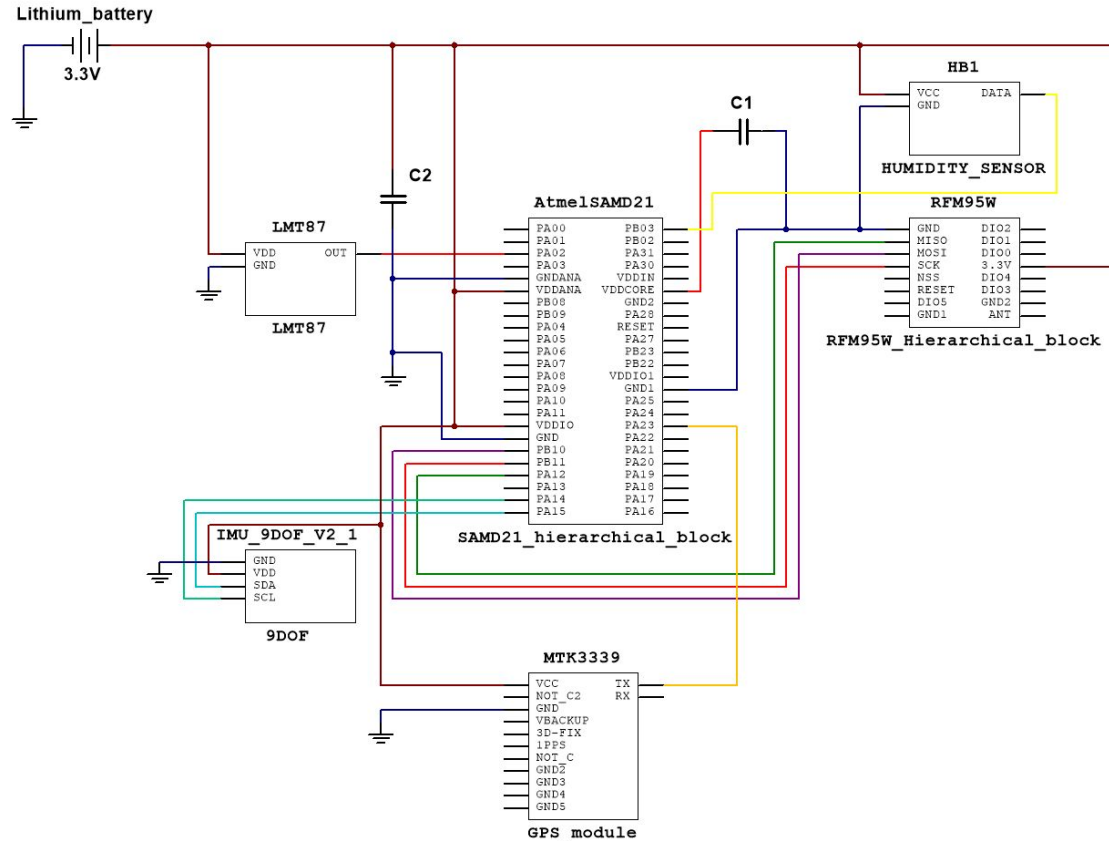 Lithium_battery
3.3V
HB1
VCC DATA
GND
HUMIDITY_SENSOR
C1
C2
LMT87
VDD OUT
GND
LMT87
AtmelSAMD21
PA00 PB03
PA01 PB02
PA02 PA31
PA03 PA30
GNDANA VDDIN
VDDANA VDDCORE
PB08 GND2
PB09 PA28
PA04 RESET
PA05 PA27
PA06 PB23
PA07 PB22
PA08 VDDIO1
PA09 GND1
PA10 PA25
PA11 PA24
VDDIO PA23
GND PA22
PB10 PA21
PB11 PA20
PA12 PA19
PA13 PA18
PA14 PA17
PA15 PA16
SAMD21_hierarchical_block
RFM95W
GND DIO2
MISO DIO1
MOSI DIO0
SCK 3.3V
NSS DIO4
RESET DIO3
DIO5 GND2
GND1 ANT
RFM95W_Hierarchical_block
IMU_9DOF_V2_1
GND
VDD
SDA
SCL
9DOF
MTK3339
VCC TX
NOT_C2 RX
GND
VBACKUP
3D-FIX
1PPS
NOT_C
GND2
GND3
GND4
GND5
GPS module